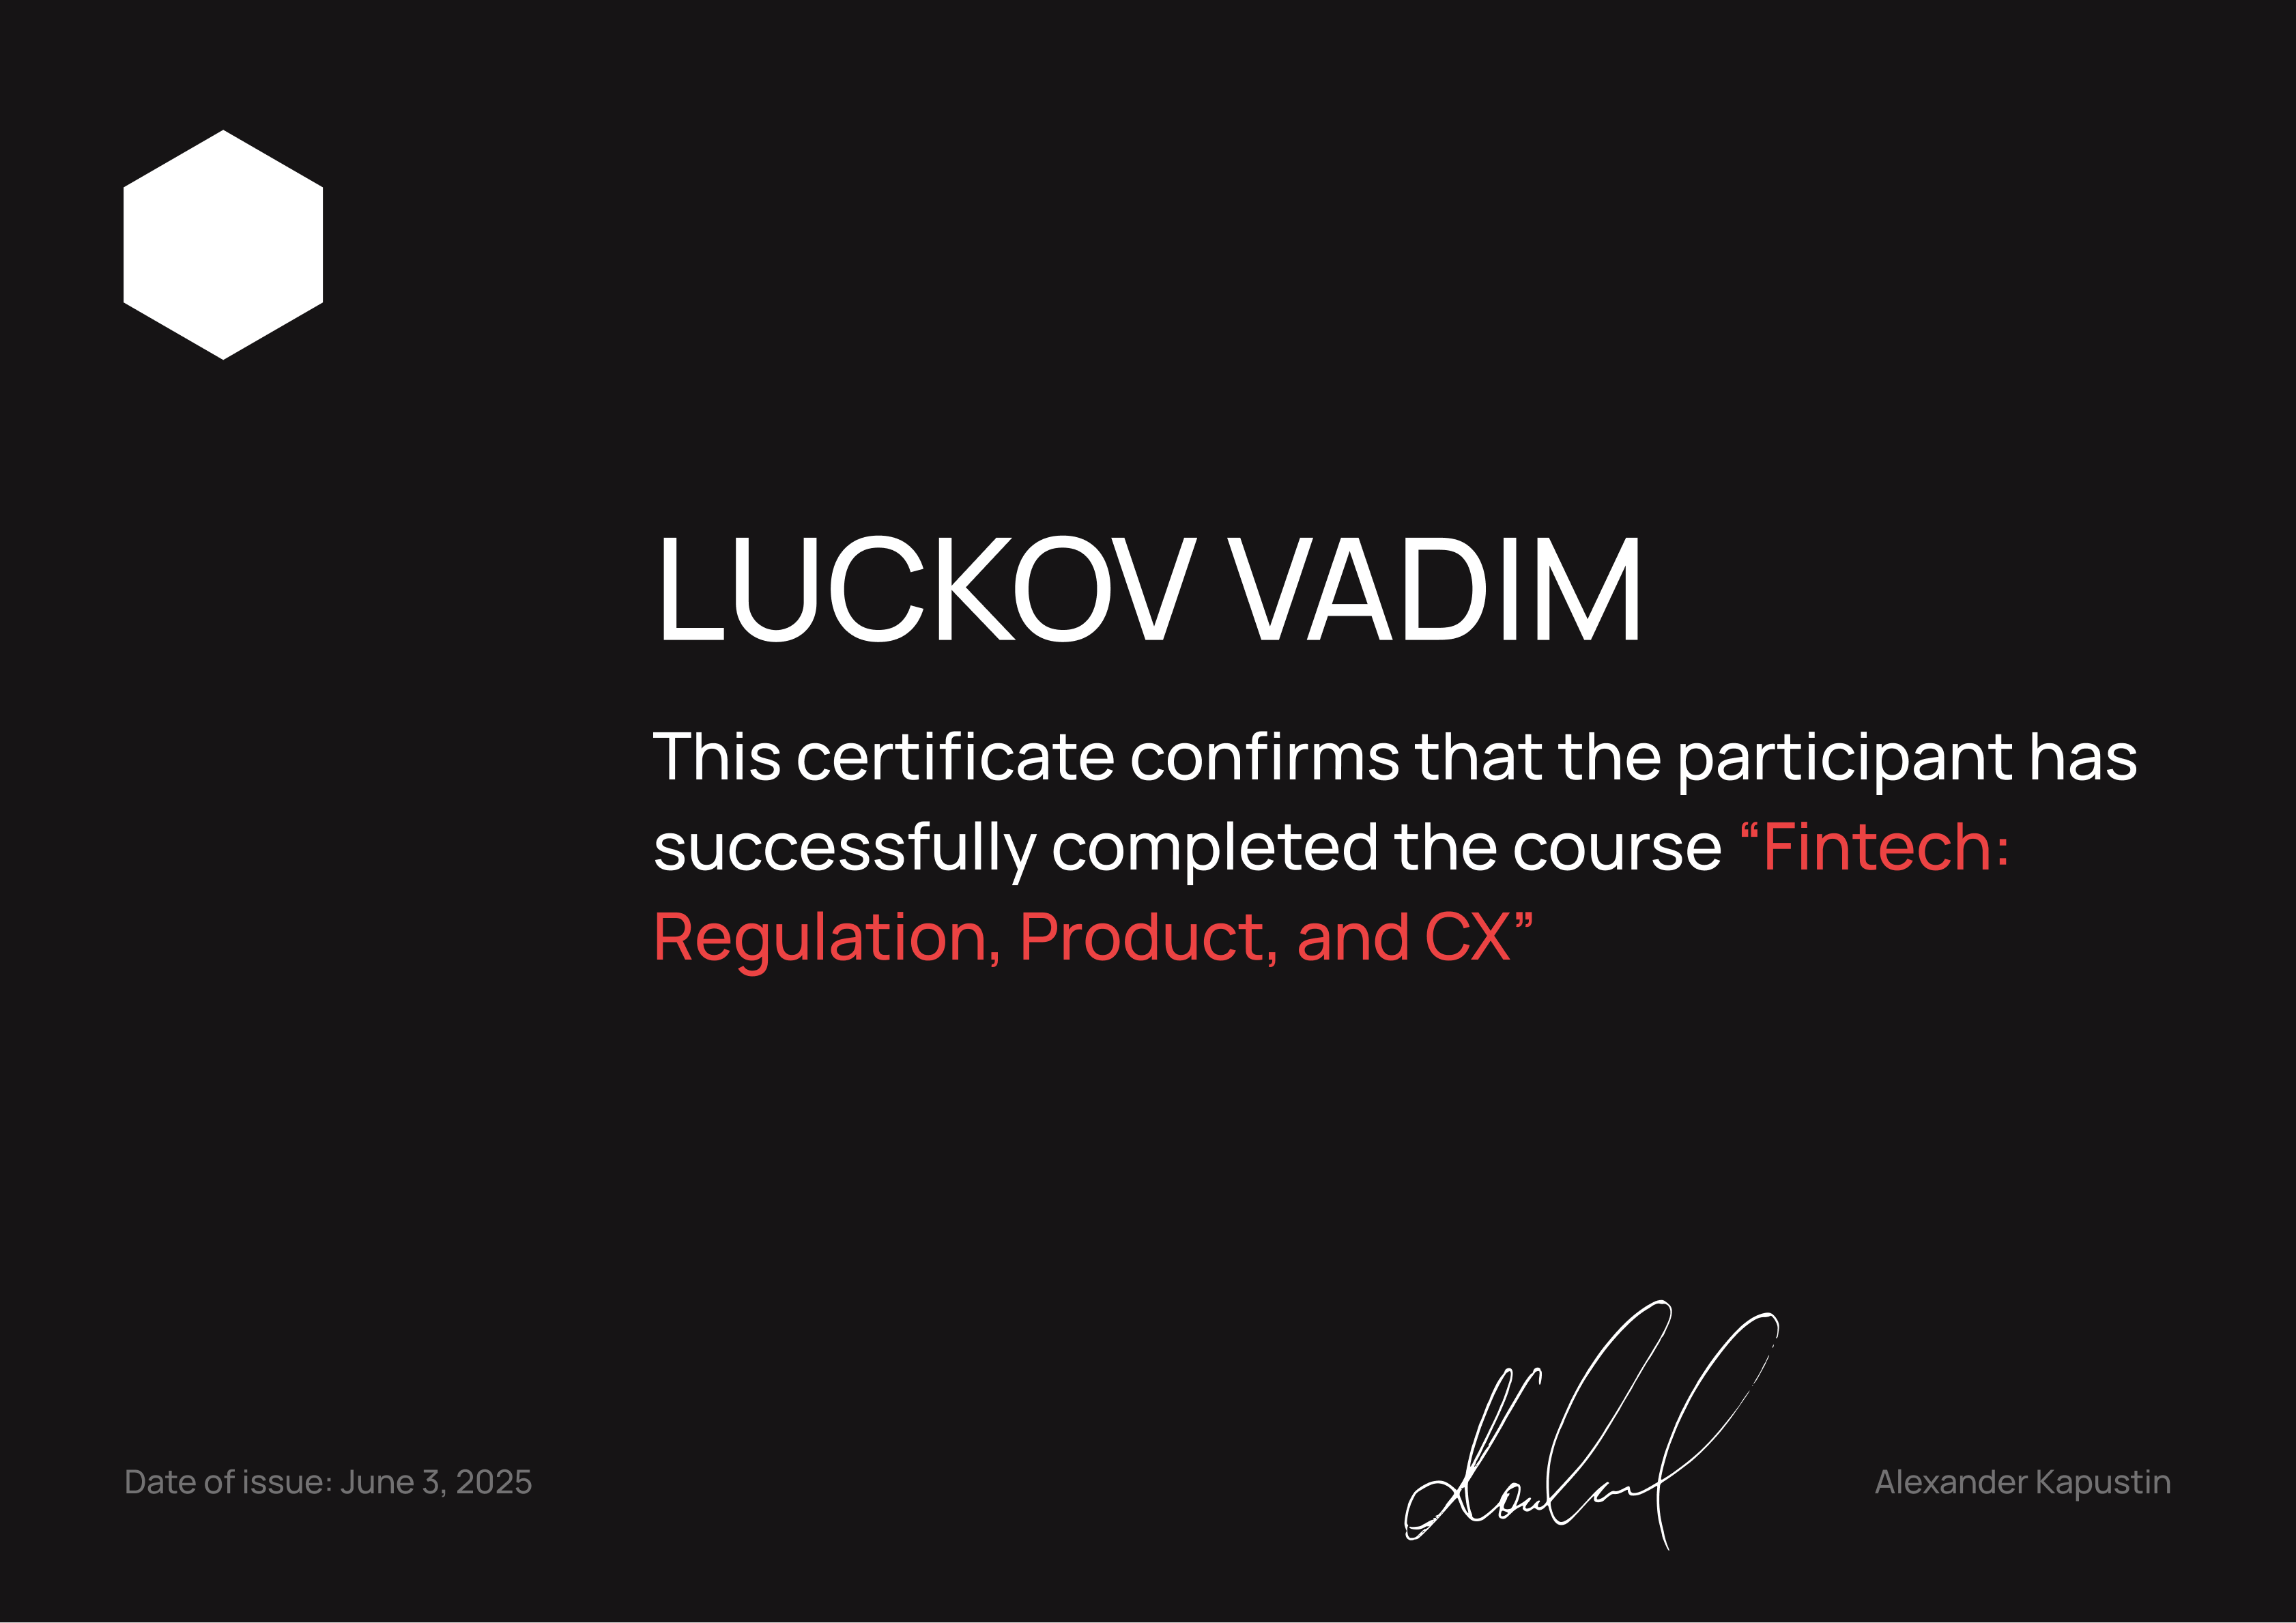 LUCKOV VADIM
This certificate confirms that the participant has
successfully completed the course “Fintech:
Regulation, Product, and CX”
Date of issue: June 3, 2025
Alexander Kapustin